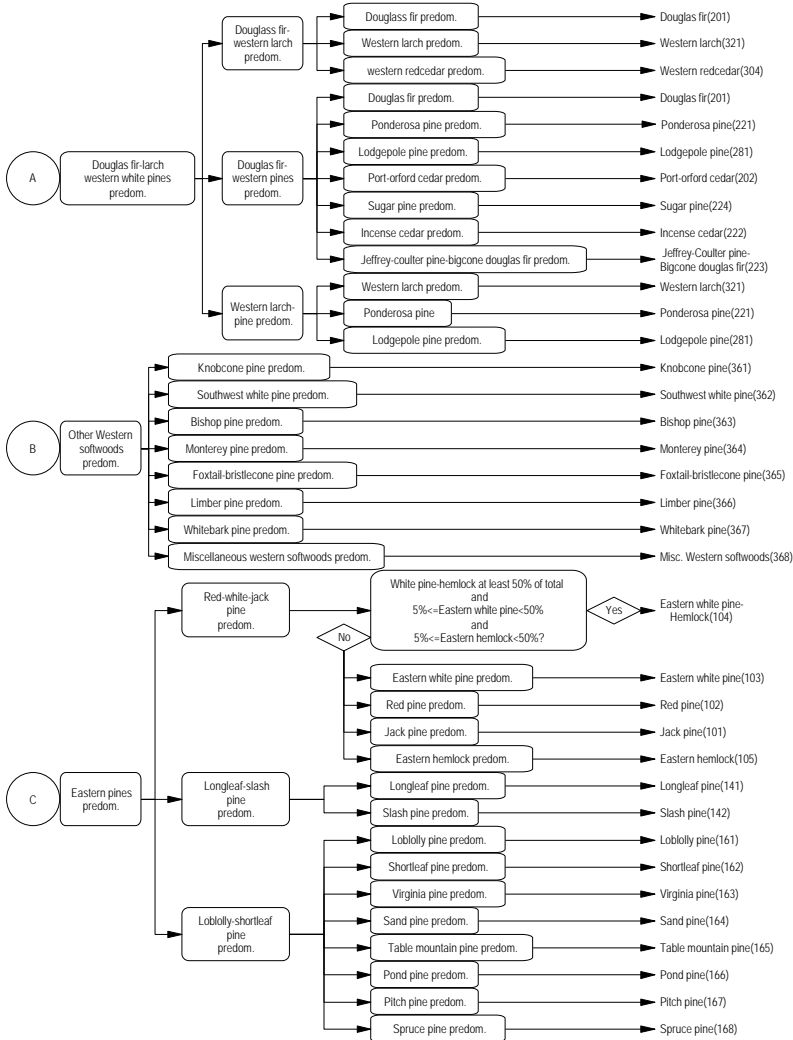 A
Douglas fir-larch
western white pines
predom.
Douglass fir-
western larch
predom.
Douglass fir predom.
Douglas fir(201)
Western larch predom.
Western larch(321)
western redcedar predom.
Western redcedar(304)
Douglas fir-
western pines
predom.
Douglas fir predom.
Douglas fir(201)
Ponderosa pine predom.
Ponderosa pine(221)
Lodgepole pine predom.
Lodgepole pine(281)
Port-orford cedar predom.
Port-orford cedar(202)
Sugar pine predom.
Sugar pine(224)
Incense cedar predom.
Incense cedar(222)
Jeffrey-coulter pine-bigcone douglas fir predom.
Jeffrey-Coulter pine-
Bigcone douglas fir(223)
Western larch-
pine predom.
Western larch predom.
Western larch(321)
Ponderosa pine
Ponderosa pine(221)
Lodgepole pine predom.
Lodgepole pine(281)
B
Other Western
softwoods
predom.
Knobcone pine predom.
Knobcone pine(361)
Southwest white pine predom.
Southwest white pine(362)
Bishop pine predom.
Bishop pine(363)
Monterey pine predom.
Monterey pine(364)
Foxtail-bristlecone pine predom.
Foxtail-bristlecone pine(365)
Limber pine predom.
Limber pine(366)
Whitebark pine predom.
Whitebark pine(367)
Miscellaneous western softwoods predom.
Misc. Western softwoods(368)
C
Eastern pines
predom.
Red-white-jack
pine
predom.
White pine-hemlock at least 50% of total
and
5%<=Eastern white pine<50%
and
5%<=Eastern hemlock<50%?
Yes
Eastern white pine-
Hemlock(104)
No
Eastern white pine predom.
Eastern white pine(103)
Red pine predom.
Red pine(102)
Jack pine predom.
Jack pine(101)
Eastern hemlock predom.
Eastern hemlock(105)
Longleaf-slash
pine
predom.
Longleaf pine predom.
Longleaf pine(141)
Slash pine predom.
Slash pine(142)
Loblolly-shortleaf
pine
predom.
Loblolly pine predom.
Loblolly pine(161)
Shortleaf pine predom.
Shortleaf pine(162)
Virginia pine predom.
Virginia pine(163)
Sand pine predom.
Sand pine(164)
Table mountain pine predom.
Table mountain pine(165)
Pond pine predom.
Pond pine(166)
Pitch pine predom.
Pitch pine(167)
Spruce pine predom.
Spruce pine(168)